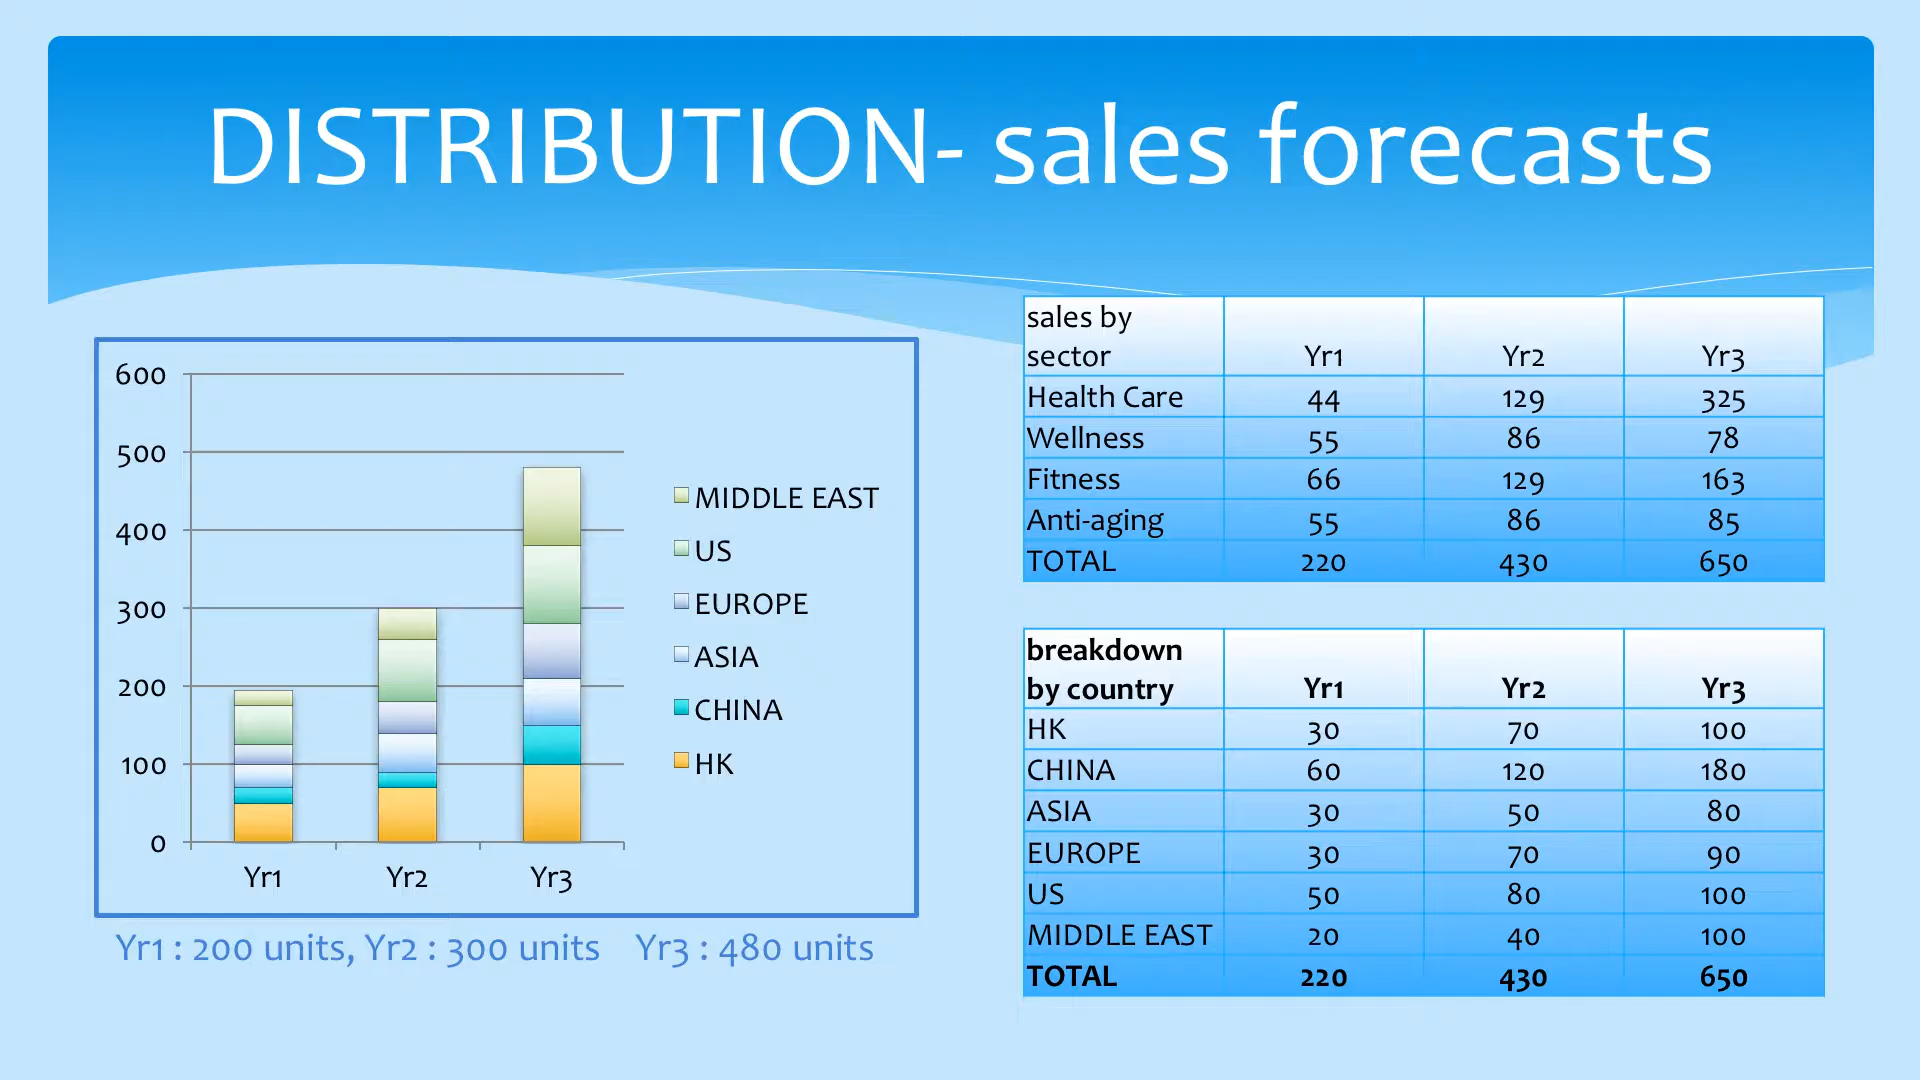 DISTRIBUTION- sales forecasts
600
500
400
300
200
100
0
Yr1 Yr2 Yr3
MIDDLE EAST
US
EUROPE
ASIA
CHINA
HK
Yr1 : 200 units, Yr2 : 300 units Yr3 : 480 units
sales by
sector Yr1 Yr2 Yr3
Health Care 44 129 325
Wellness 55 86 78
Fitness 66 129 163
Anti-aging 55 86 85
TOTAL 220 430 650
breakdown
by country Yr1 Yr2 Yr3
HK 30 70 100
CHINA 60 120 180
ASIA 30 50 80
EUROPE 30 70 90
US 50 80 100
MIDDLE EAST 20 40 100
TOTAL 220 430 650